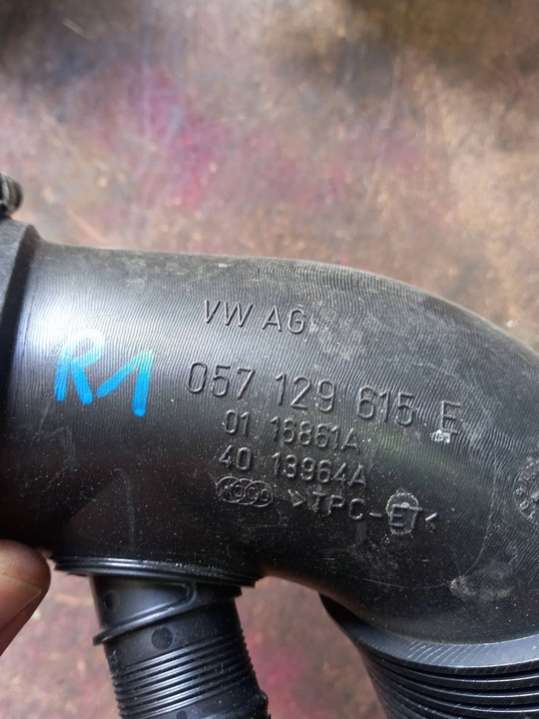 VW AG
R1
057 129 615 E
01 16861A
40 13964A
>TPC-ET<